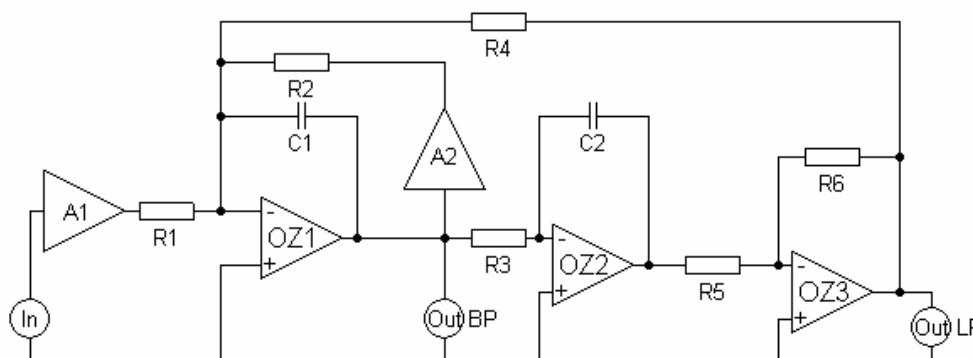 R4
R2
C1
A2
C2
R6
A1
R1
-
OZ1
+
R3
-
OZ2
+
R5
-
OZ3
+
In
Out BP
Out LP